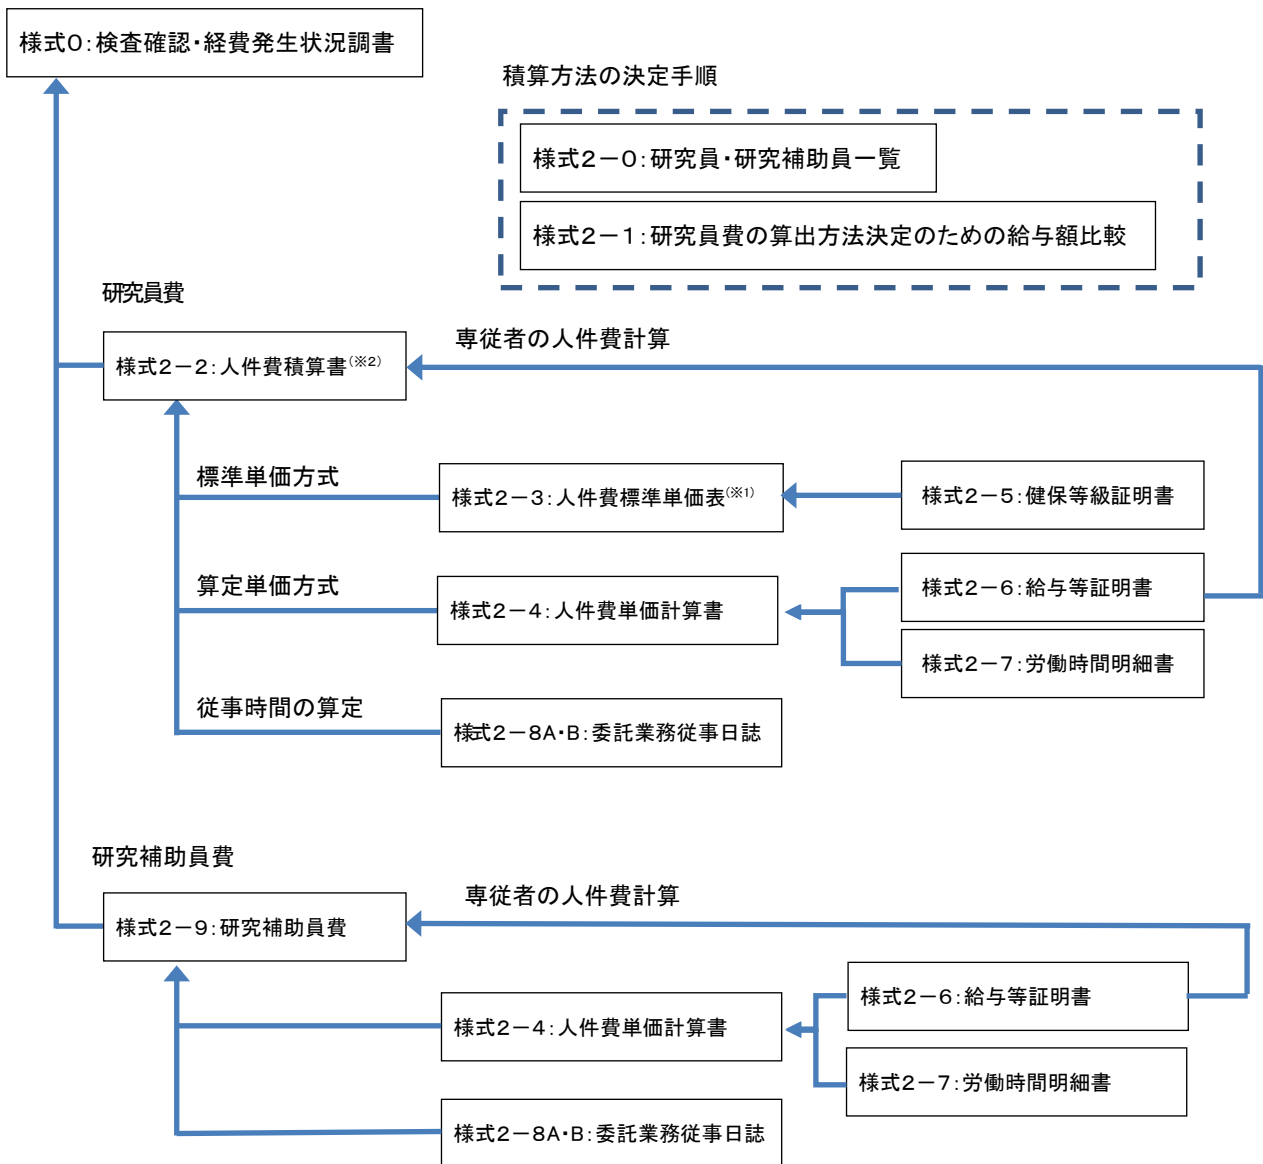 様式０：検査確認・経費発生状況調書
積算方法の決定手順
様式２－０：研究員・研究補助員一覧
様式２－１：研究員費の算出方法決定のための給与額比較
研究員費
専従者の人件費計算
様式２－２：人件費積算書（※2）
標準単価方式
様式２－３：人件費標準単価表（※1）
様式２－５：健保等級証明書
算定単価方式
様式２－４：人件費単価計算書
様式２－６：給与等証明書
様式２－７：労働時間明細書
従事時間の算定
様式２－８A・B：委託業務従事日誌
研究補助員費
専従者の人件費計算
様式２－９：研究補助員費
様式２－６：給与等証明書
様式２－４：人件費単価計算書
様式２－７：労働時間明細書
様式２－８A・B：委託業務従事日誌